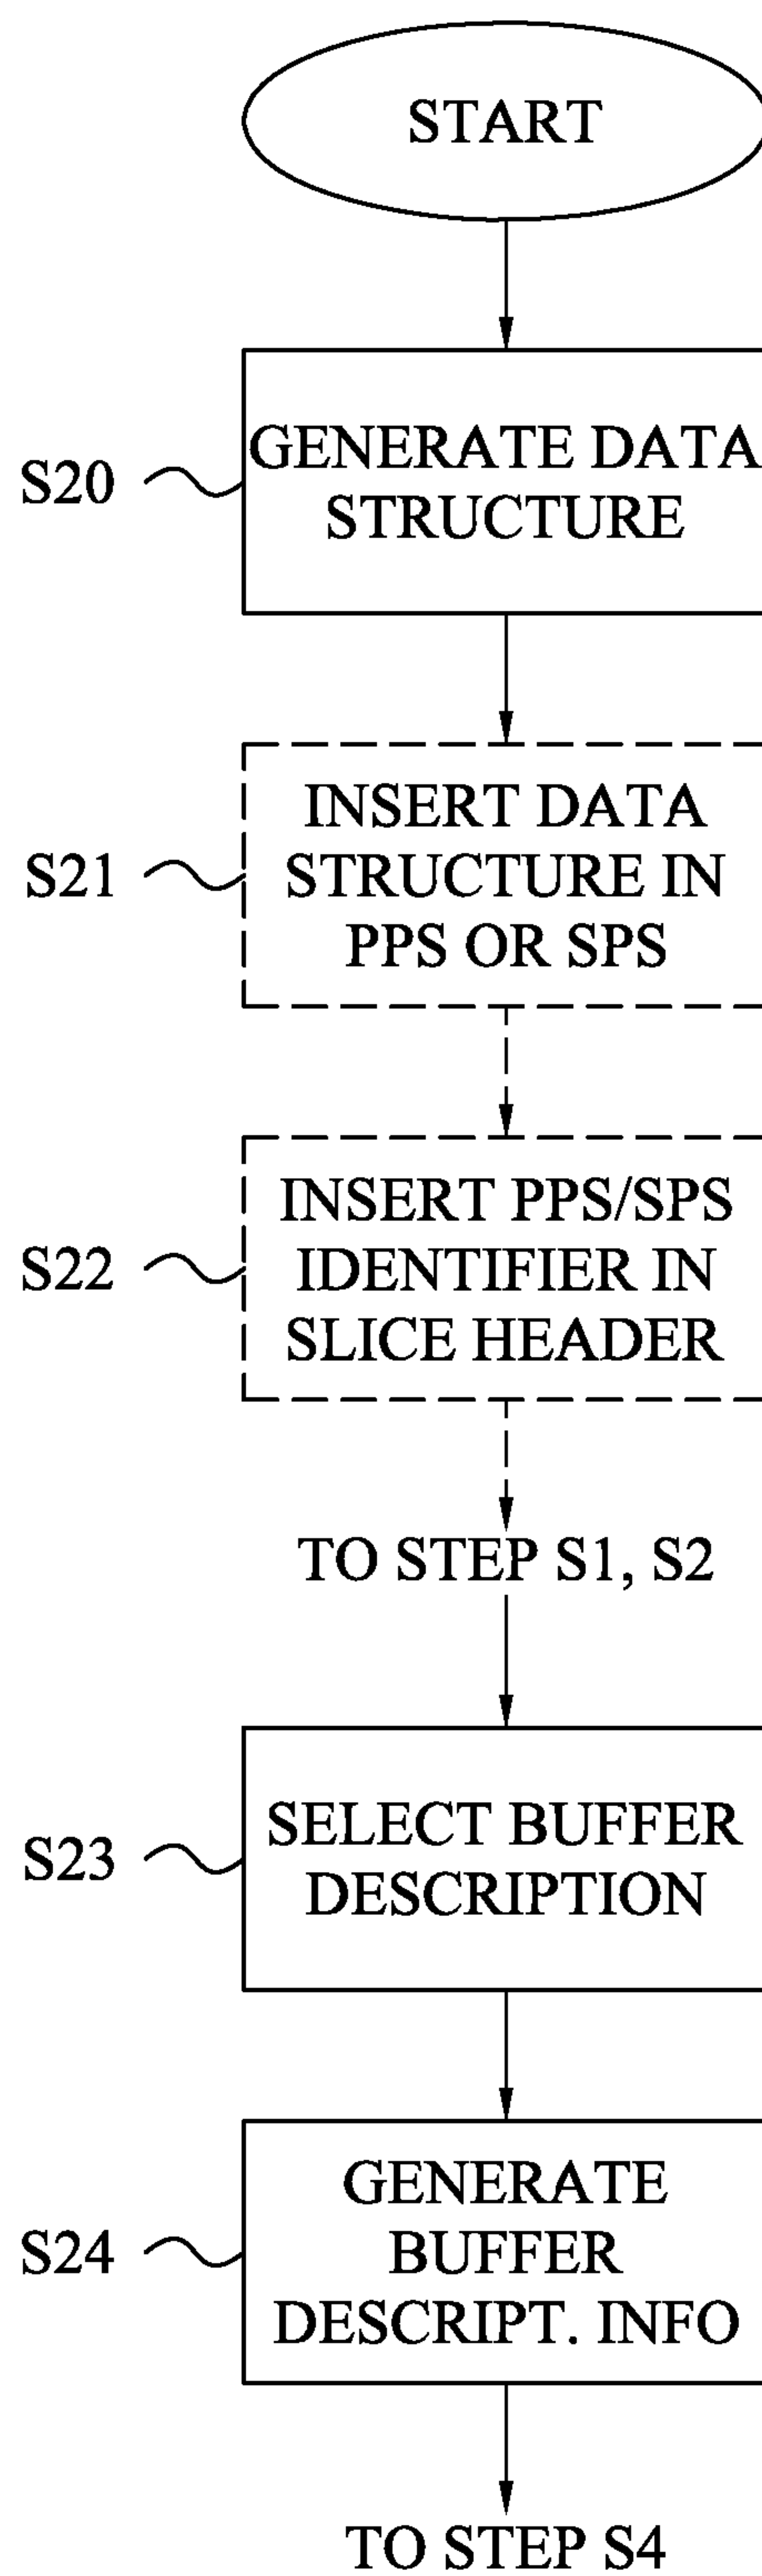 START
GENERATE DATA
STRUCTURE
S20
INSERT DATA
STRUCTURE IN
PPS OR SPS
S21
INSERT PPS/SPS
IDENTIFIER IN
SLICE HEADER
S22
TO STEP S1, S2
SELECT BUFFER
DESCRIPTION
S23
GENERATE
BUFFER
DESCRIPT. INFO
S24
TO STEP S4